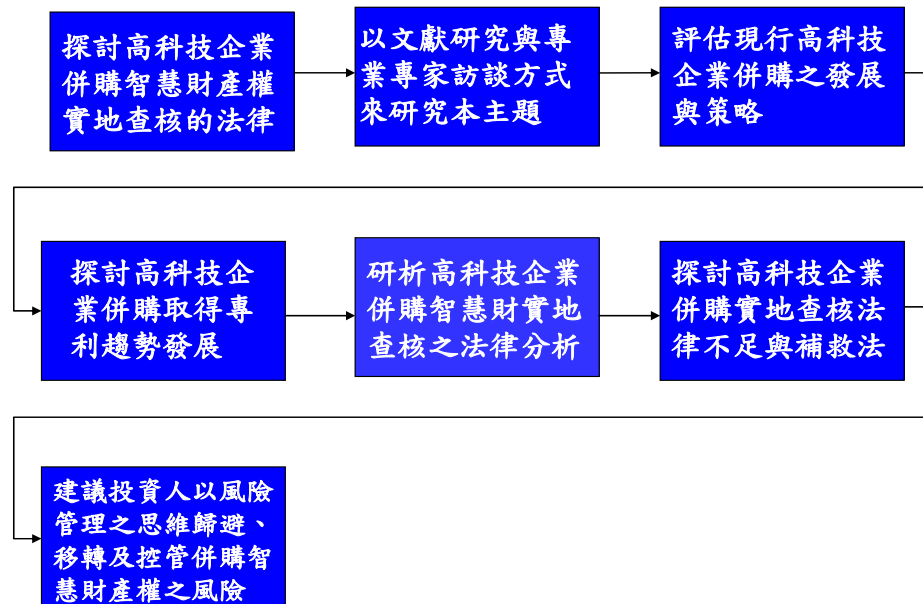 探討高科技企業
併購智慧財產權
實地查核的法律
以文獻研究與專
業專家訪談方式
來研究本主題
評估現行高科技
企業併購之發展
與策略
探討高科技企
業併購取得專
利趨勢發展
研析高科技企業
併購智慧財實地
查核之法律分析
探討高科技企業
併購實地查核法
律不足與補救法
建議投資人以風險
管理之思維歸避、
移轉及控管併購智
慧財產權之風險